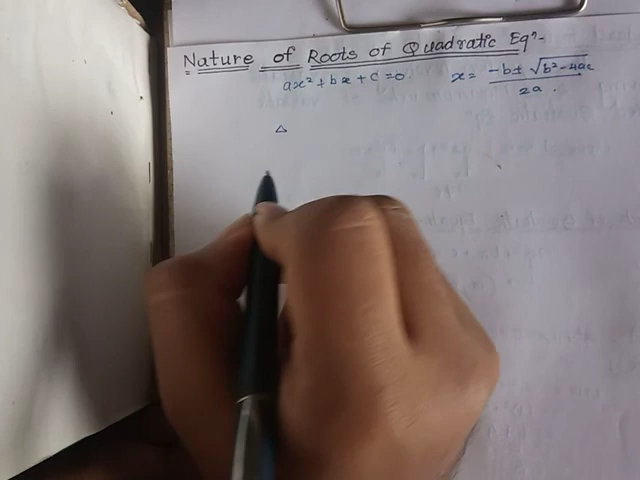 Nature of Roots of Quadratic Eqⁿ-
ax² + bx + c = 0 x = -b ± √b² - 4ac / 2a.
Δ